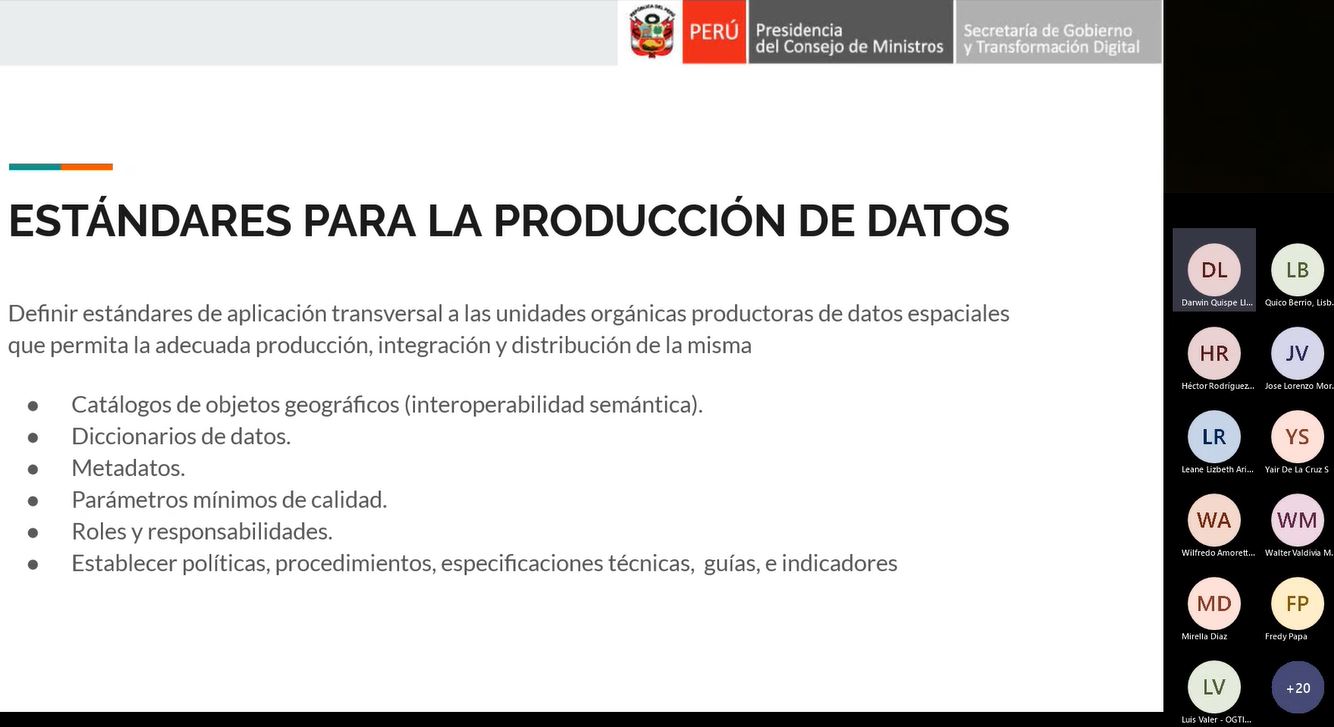 PERÚ
Presidencia
del Consejo de Ministros
Secretaría de Gobierno
y Transformación Digital
ESTÁNDARES PARA LA PRODUCCIÓN DE DATOS
Definir estándares de aplicación transversal a las unidades orgánicas productoras de datos espaciales
que permita la adecuada producción, integración y distribución de la misma
● Catálogos de objetos geográficos (interoperabilidad semántica).
● Diccionarios de datos.
● Metadatos.
● Parámetros mínimos de calidad.
● Roles y responsabilidades.
● Establecer políticas, procedimientos, especificaciones técnicas,  guías, e indicadores
DL
Darwin Quispe Ll...
LB
Quico Berrio, Lisb...
HR
Héctor Rodríguez...
JV
Jose Lorenzo Mor...
LR
Leane Lizbeth Ari...
YS
Yair De La Cruz S
WA
Wilfredo Amorett...
WM
Walter Valdivia M...
MD
Mirella Diaz
FP
Fredy Papa
LV
Luis Valer - OGTI...
+20